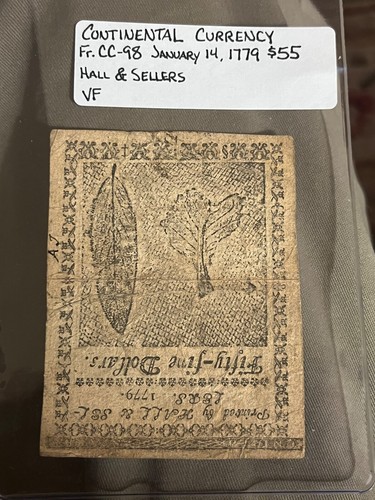 CONTINENTAL CURRENCY
FR. CC-98 JANUARY 14, 1779 $55
HALL & SELLERS
VF
Printed by HALL & SEL-
LERS. 1779.
Fifty-five Dollars.